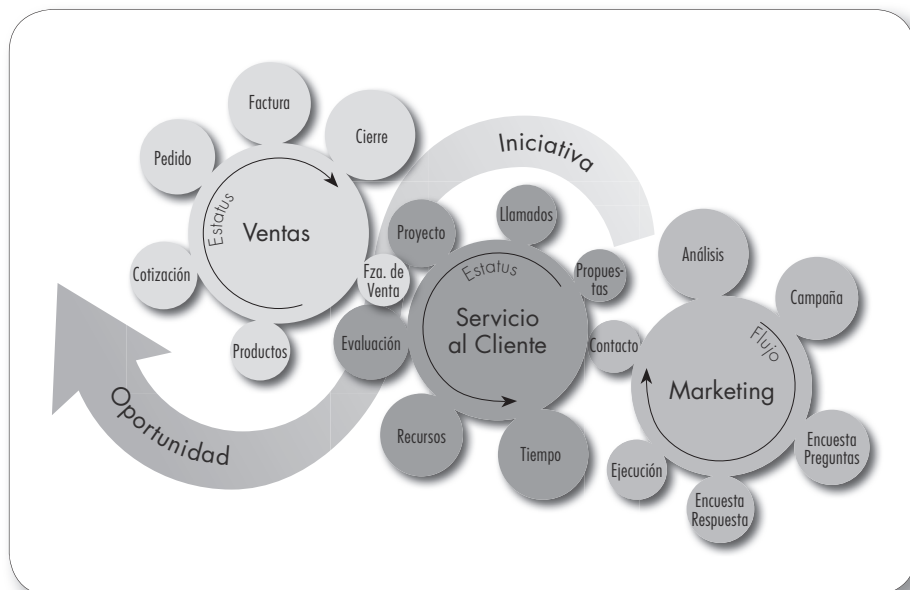 Factura
Cierre
Pedido
Estatus
Ventas
Cotización
Productos
Fza. de
Venta
Iniciativa
Oportunidad
Proyecto
Llamados
Propues-
tas
Estatus
Servicio
al Cliente
Evaluación
Contacto
Recursos
Tiempo
Análisis
Campaña
Flujo
Marketing
Ejecución
Encuesta
Preguntas
Encuesta
Respuesta